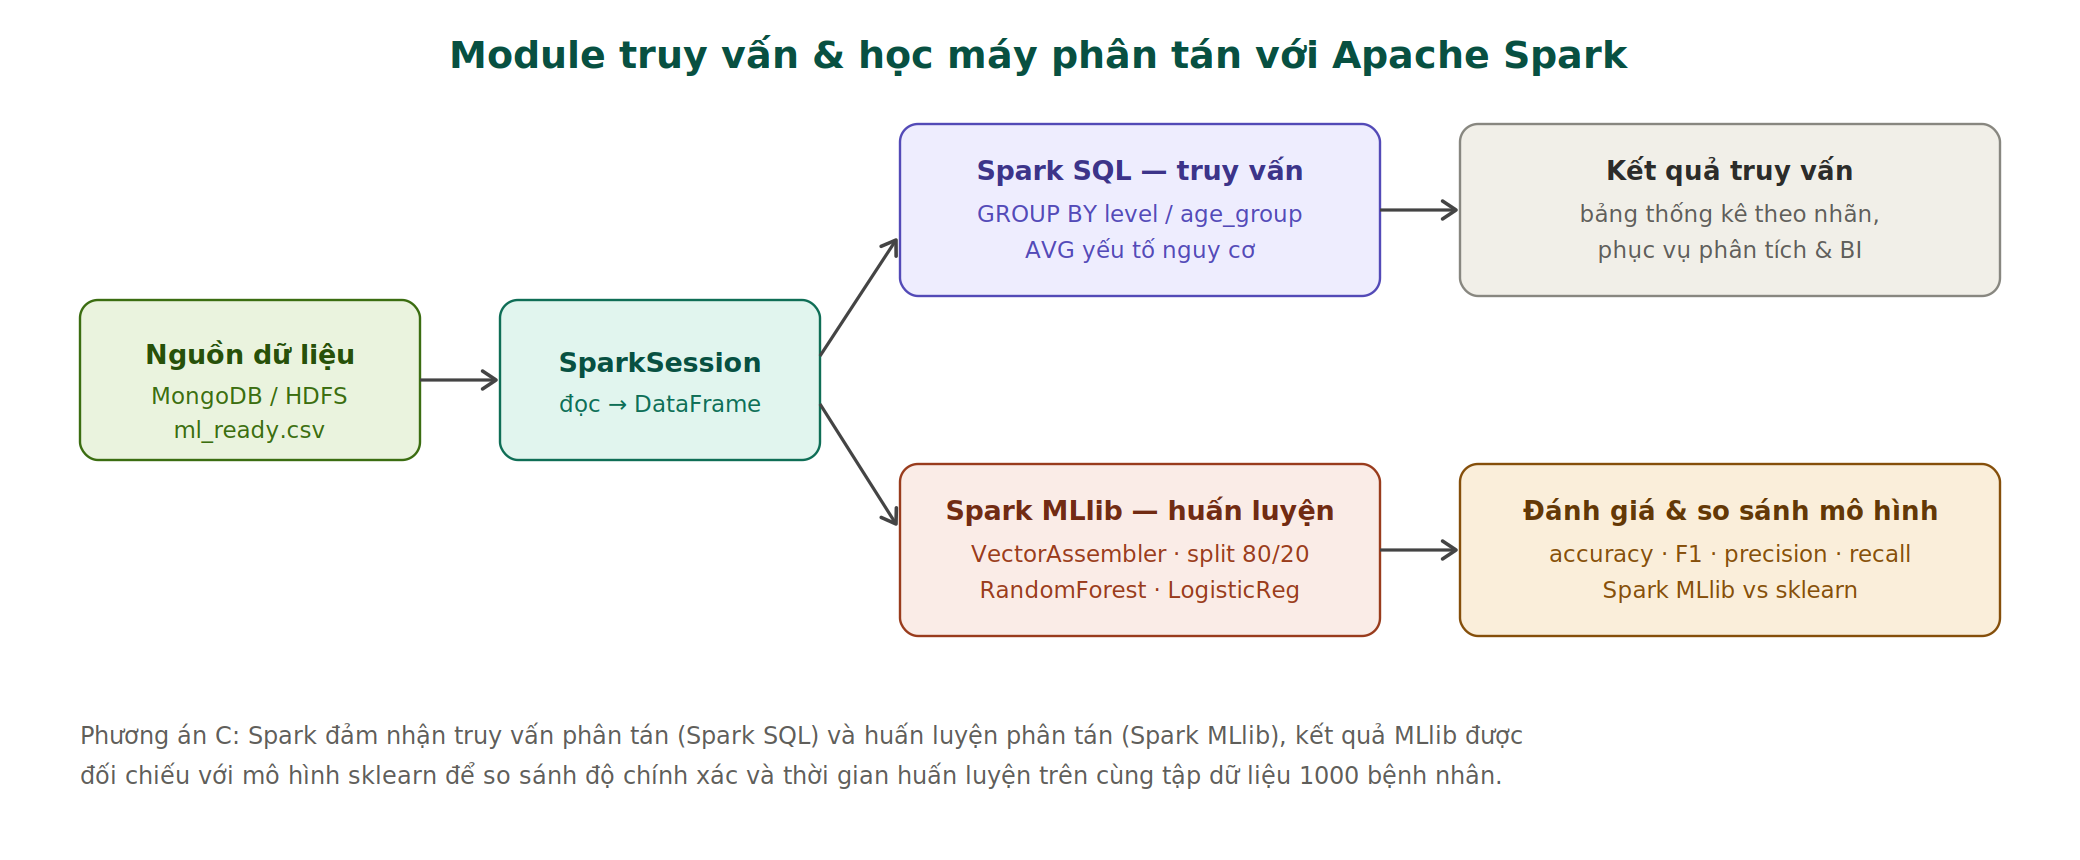 Module truy vấn & học máy phân tán với Apache Spark
Nguồn dữ liệu
MongoDB / HDFS
ml_ready.csv
SparkSession
đọc → DataFrame
Spark SQL — truy vấn
GROUP BY level / age_group
AVG yếu tố nguy cơ
Kết quả truy vấn
bảng thống kê theo nhãn,
phục vụ phân tích & BI
Spark MLlib — huấn luyện
VectorAssembler · split 80/20
RandomForest · LogisticReg
Đánh giá & so sánh mô hình
accuracy · F1 · precision · recall
Spark MLlib vs sklearn
Phương án C: Spark đảm nhận truy vấn phân tán (Spark SQL) và huấn luyện phân tán (Spark MLlib), kết quả MLlib được
đối chiếu với mô hình sklearn để so sánh độ chính xác và thời gian huấn luyện trên cùng tập dữ liệu 1000 bệnh nhân.